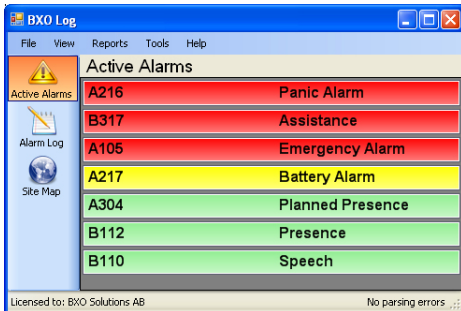 BXO Log
File View Reports Tools Help
Active Alarms
Active Alarms
Alarm Log
Site Map
A216 Panic Alarm
B317 Assistance
A105 Emergency Alarm
A217 Battery Alarm
A304 Planned Presence
B112 Presence
B110 Speech
Licensed to: BXO Solutions AB No parsing errors